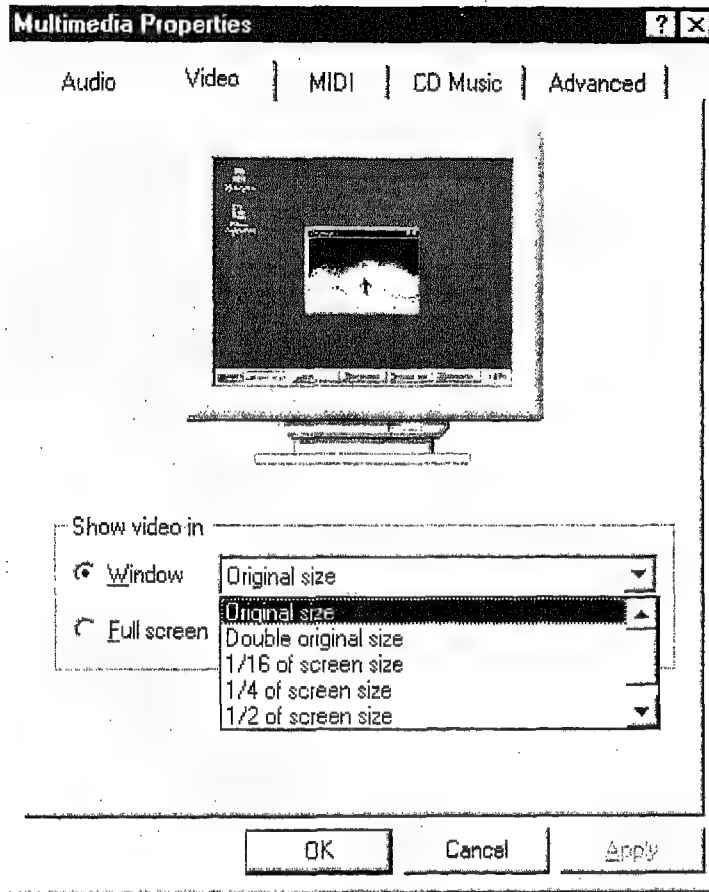 Multimedia Properties ? ×
Audio Video MIDI CD Music Advanced
Show video in
Window Original size
Original size
Full screen Double original size
1/16 of screen size
1/4 of screen size
1/2 of screen size
OK Cancel Apply